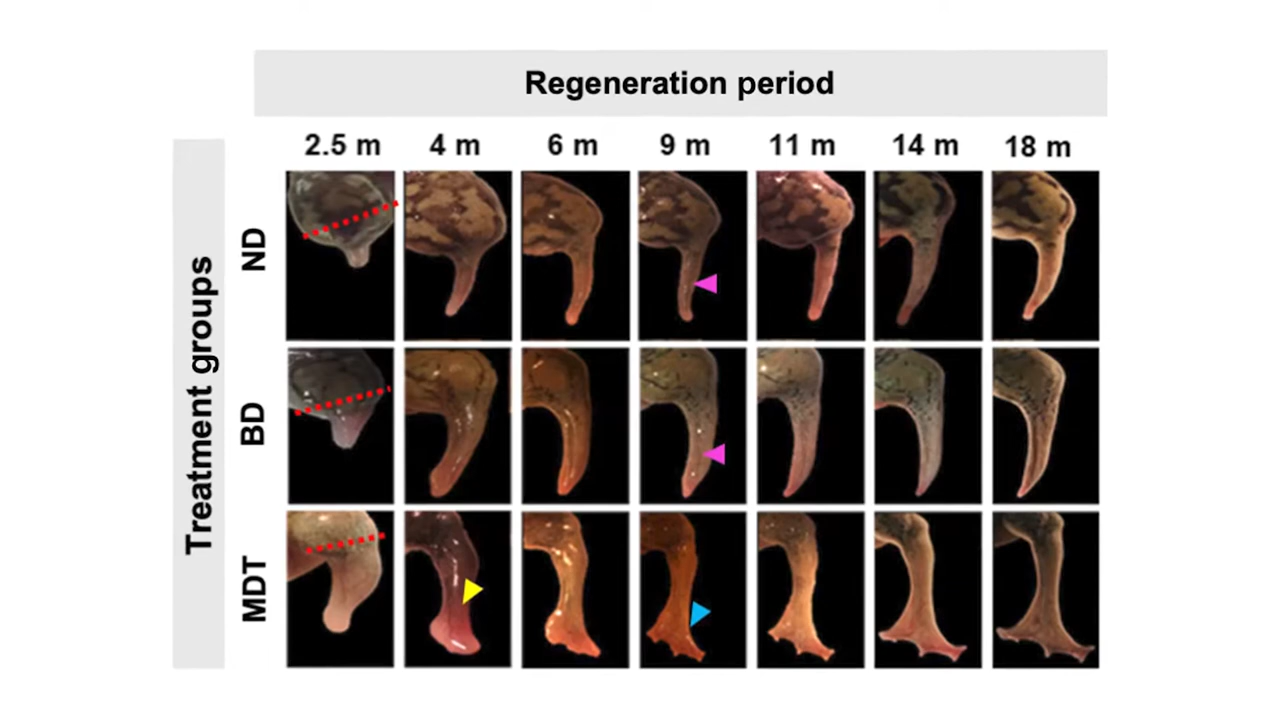 Regeneration period
2.5 m 4 m 6 m 9 m 11 m 14 m 18 m
Treatment groups
ND
BD
MDT